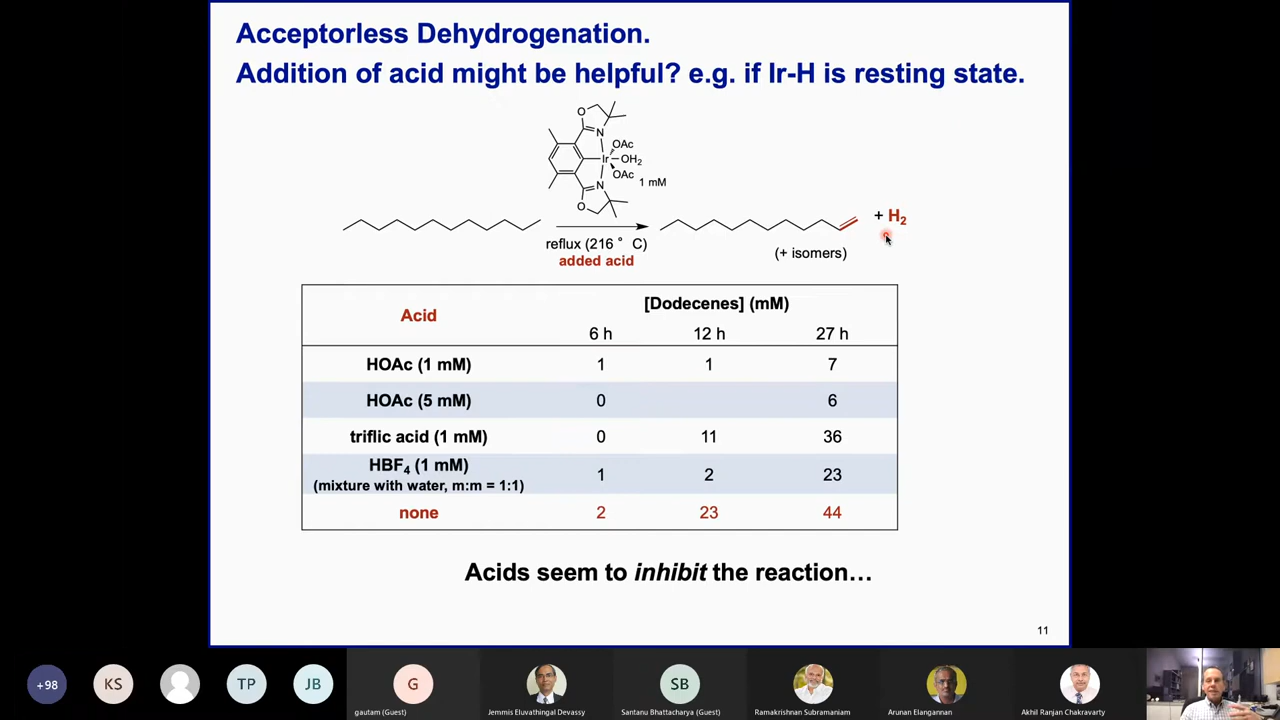 Acceptorless Dehydrogenation.
Addition of acid might be helpful? e.g. if Ir-H is resting state.
O
N
OAc
Ir
OH2
OAc
1 mM
N
O
reflux (216 ° C)
added acid
+ H2
(+ isomers)
Acid
[Dodecenes] (mM)
6 h 12 h 27 h
HOAc (1 mM) 1 1 7
HOAc (5 mM) 0 6
triflic acid (1 mM) 0 11 36
HBF4 (1 mM)
(mixture with water, m:m = 1:1) 1 2 23
none 2 23 44
Acids seem to inhibit the reaction…
11
+98
KS
TP
JB
G
SB
gautam (Guest)
Jemmis Eluvathingal Devassy
Santanu Bhattacharya (Guest)
Ramakrishnan Subramaniam
Arunan Elangannan
Akhil Ranjan Chakravarty